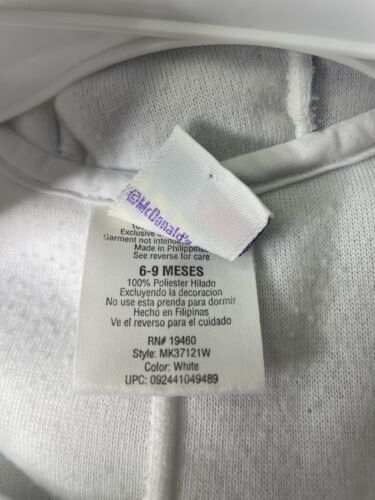 ©McDonald's
Exclusive
Garment not
Made in Philippines
See reverse for care
6-9 MESES
100% Poliester Hilado
Excluyendo la decoracion
No use esta prenda para dormir
Hecho en Filipinas
Ve el reverso para el cuidado
RN# 19460
Style: MK37121W
Color: White
UPC: 092441049489